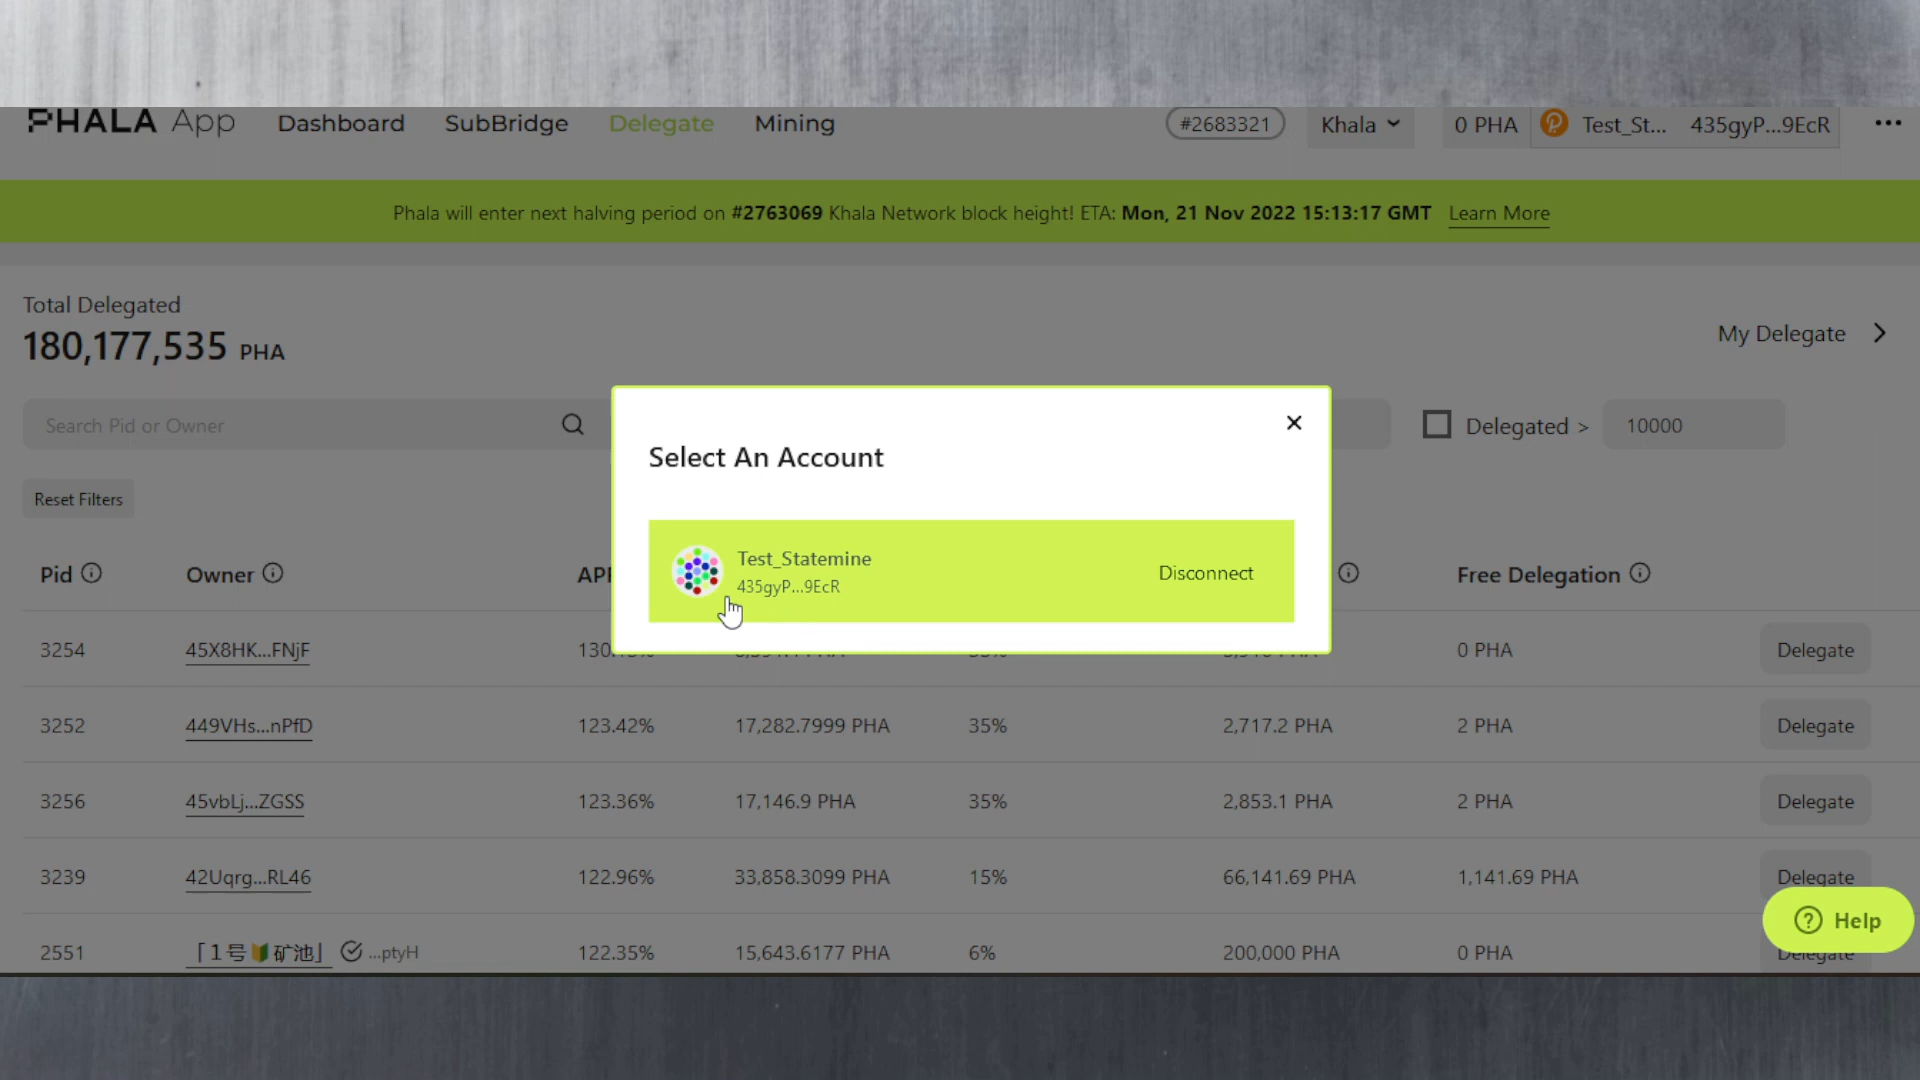 PHALA App Dashboard SubBridge Delegate Mining #2683321 Khala 0 PHA Test_St... 435gyP...9EcR
Phala will enter next halving period on #2763069 Khala Network block height! ETA: Mon, 21 Nov 2022 15:13:17 GMT Learn More
Total Delegated
180,177,535 PHA
My Delegate
Search Pid or Owner
Delegated > 10000
Reset Filters
Select An Account
Test_Statemine
435gyP...9EcR
Disconnect
Pid Owner Free Delegation
3254 45X8HK...FNjF 0 PHA Delegate
3252 449VHs...nPfD 123.42% 17,282.7999 PHA 35% 2,717.2 PHA 2 PHA Delegate
3256 45vbLj...ZGSS 123.36% 17,146.9 PHA 35% 2,853.1 PHA 2 PHA Delegate
3239 42Uqrg...RL46 122.96% 33,858.3099 PHA 15% 66,141.69 PHA 1,141.69 PHA Delegate
Help
2551 「1号🔰矿池」 ...ptyH 122.35% 15,643.6177 PHA 6% 200,000 PHA 0 PHA Delegate